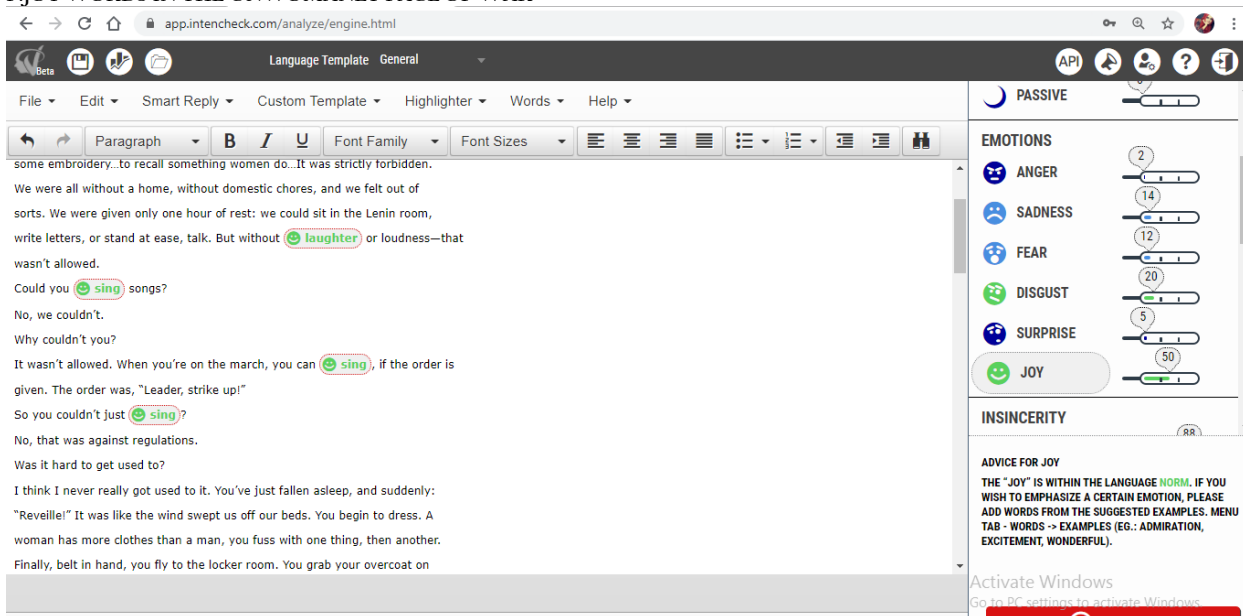 app.intencheck.com/analyze/engine.html
Beta
Language Template General
API
File Edit Smart Reply Custom Template Highlighter Words Help
Paragraph B I U Font Family Font Sizes
some embroidery…to recall something women do…It was strictly forbidden.
We were all without a home, without domestic chores, and we felt out of
sorts. We were given only one hour of rest: we could sit in the Lenin room,
write letters, or stand at ease, talk. But without laughter or loudness—that
wasn't allowed.
Could you sing songs?
No, we couldn't.
Why couldn't you?
It wasn't allowed. When you're on the march, you can sing, if the order is
given. The order was, "Leader, strike up!"
So you couldn't just sing?
No, that was against regulations.
Was it hard to get used to?
I think I never really got used to it. You've just fallen asleep, and suddenly:
"Reveille!" It was like the wind swept us off our beds. You begin to dress. A
woman has more clothes than a man, you fuss with one thing, then another.
Finally, belt in hand, you fly to the locker room. You grab your overcoat on
PASSIVE
EMOTIONS
ANGER 2
SADNESS 14
FEAR 12
DISGUST 20
SURPRISE 5
JOY 50
INSINCERITY
88
ADVICE FOR JOY
THE "JOY" IS WITHIN THE LANGUAGE NORM. IF YOU
WISH TO EMPHASIZE A CERTAIN EMOTION, PLEASE
ADD WORDS FROM THE SUGGESTED EXAMPLES. MENU
TAB - WORDS -> EXAMPLES (EG.: ADMIRATION,
EXCITEMENT, WONDERFUL).
Activate Windows
Go to PC settings to activate Windows.